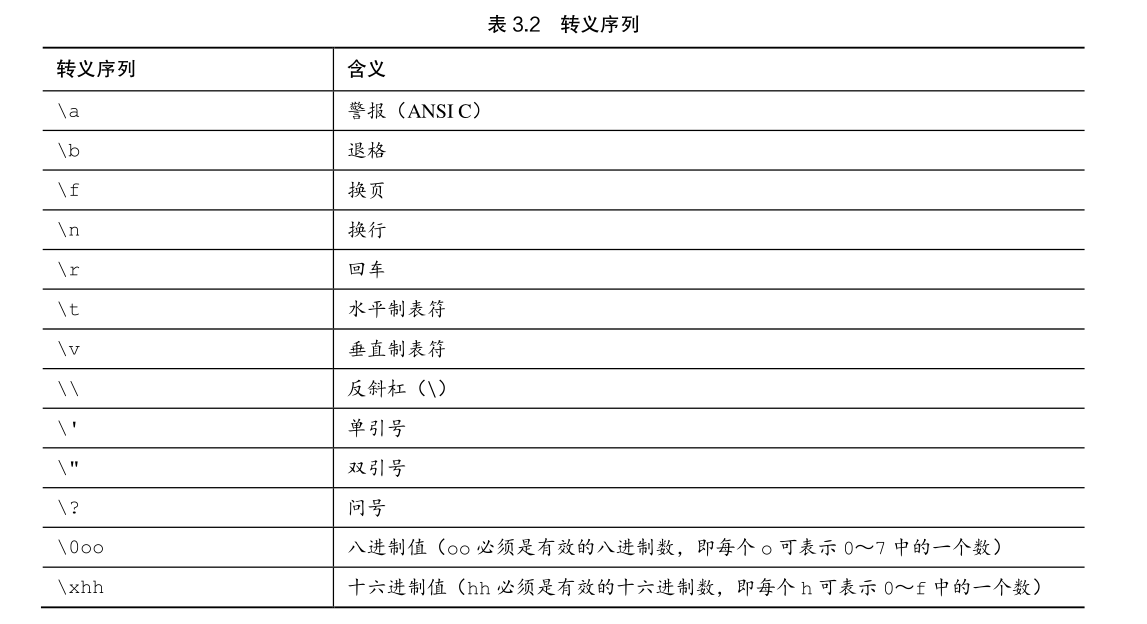 表 3.2 转义序列
转义序列 含义
\a 警报（ANSI C）
\b 退格
\f 换页
\n 换行
\r 回车
\t 水平制表符
\v 垂直制表符
\\ 反斜杠（\）
\' 单引号
\" 双引号
\? 问号
\0oo 八进制值（oo 必须是有效的八进制数，即每个 o 可表示 0～7 中的一个数）
\xhh 十六进制值（hh 必须是有效的十六进制数，即每个 h 可表示 0～f 中的一个数）